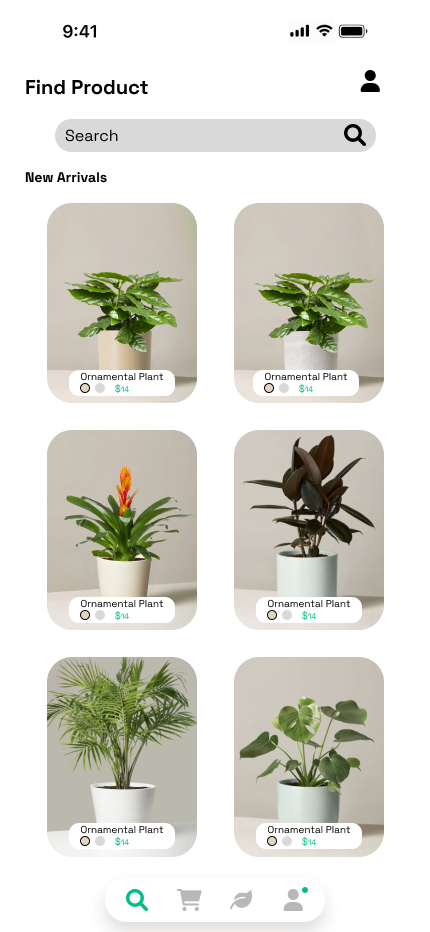 9:41
Find Product
Search
New Arrivals
Ornamental Plant
$14
Ornamental Plant
$14
Ornamental Plant
$14
Ornamental Plant
$14
Ornamental Plant
$14
Ornamental Plant
$14